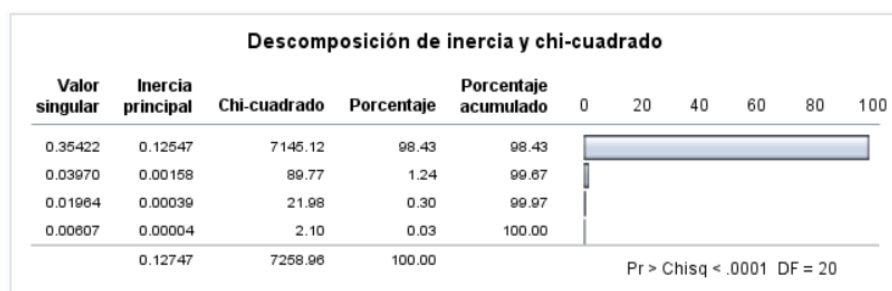 Descomposición de inercia y chi-cuadrado
Valor singular Inercia principal Chi-cuadrado Porcentaje Porcentaje acumulado 0 20 40 60 80 100
0.35422 0.12547 7145.12 98.43 98.43
0.03970 0.00158 89.77 1.24 99.67
0.01964 0.00039 21.98 0.30 99.97
0.00607 0.00004 2.10 0.03 100.00
0.12747 7258.96 100.00
Pr > Chisq < .0001 DF = 20